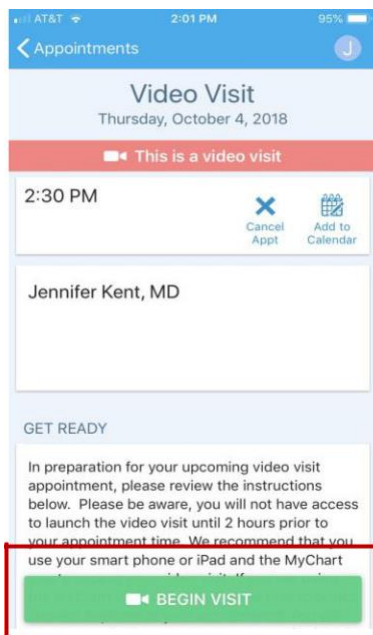 AT&T 2:01 PM 95%
Appointments J
Video Visit
Thursday, October 4, 2018
This is a video visit
2:30 PM
Cancel Appt
Add to Calendar
Jennifer Kent, MD
GET READY
In preparation for your upcoming video visit
appointment, please review the instructions
below. Please be aware, you will not have access
to launch the video visit until 2 hours prior to
your appointment time. We recommend that you
use your smart phone or iPad and the MyChart
BEGIN VISIT